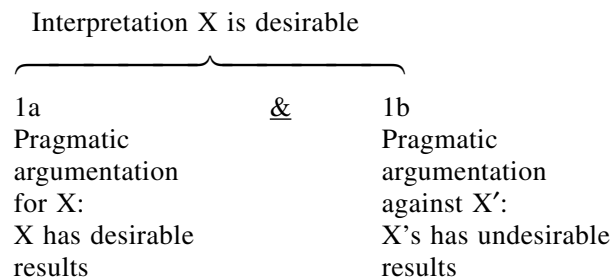 Interpretation X is desirable
1a & 1b
Pragmatic Pragmatic
argumentation argumentation
for X: against X′:
X has desirable X's has undesirable
results results